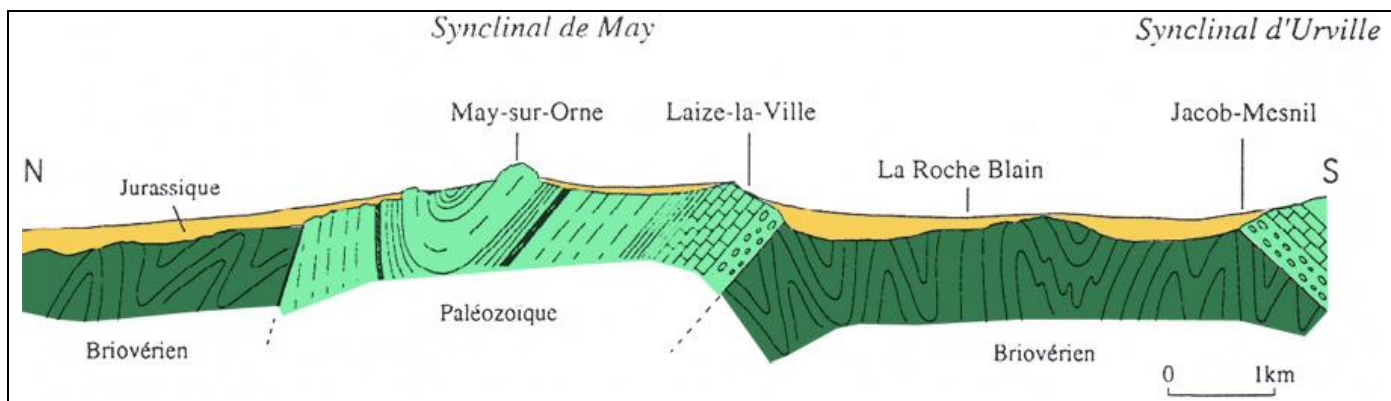 Synclinal de May
Synclinal d'Urville
May-sur-Orne
Laize-la-Ville
Jacob-Mesnil
La Roche Blain
N
S
Jurassique
Paléozoïque
Briovérien
Briovérien
0 1km